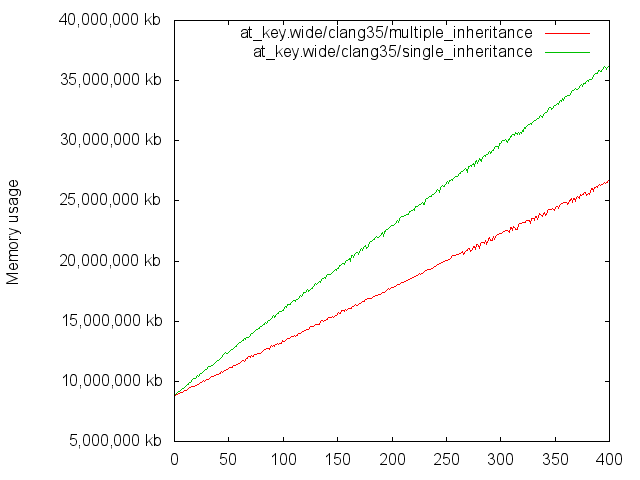 40,000,000 kb
35,000,000 kb
30,000,000 kb
25,000,000 kb
20,000,000 kb
15,000,000 kb
10,000,000 kb
5,000,000 kb
Memory usage
at_key.wide/clang35/multiple_inheritance
at_key.wide/clang35/single_inheritance
0 50 100 150 200 250 300 350 400